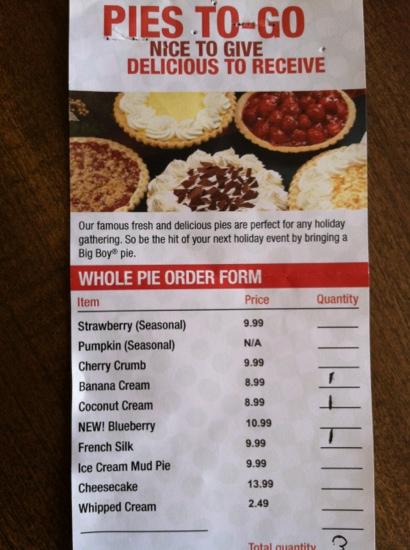 PIES TO-GO
NICE TO GIVE
DELICIOUS TO RECEIVE
Our famous fresh and delicious pies are perfect for any holiday
gathering. So be the hit of your next holiday event by bringing a
Big Boy® pie.
WHOLE PIE ORDER FORM
Item Price Quantity
Strawberry (Seasonal) 9.99
Pumpkin (Seasonal) N/A
Cherry Crumb 9.99
Banana Cream 8.99 1
Coconut Cream 8.99 1
NEW! Blueberry 10.99
French Silk 9.99 1
Ice Cream Mud Pie 9.99
Cheesecake 13.99
Whipped Cream 2.49
Total quantity 3